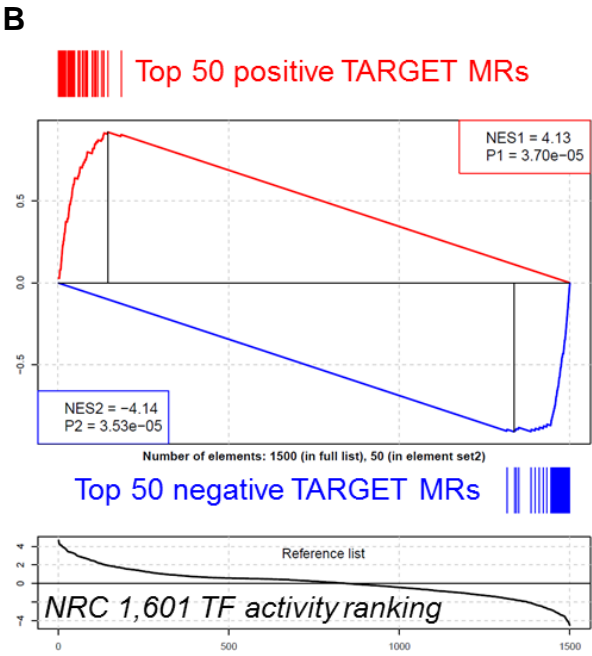 B
Top 50 positive TARGET MRs
NES1 = 4.13
P1 = 3.70e−05
0.5
0.0
−0.5
NES2 = −4.14
P2 = 3.53e−05
Number of elements: 1500 (in full list), 50 (in element set2)
Top 50 negative TARGET MRs
Reference list
4
2
0
−4
NRC 1,601 TF activity ranking
0
500
1000
1500